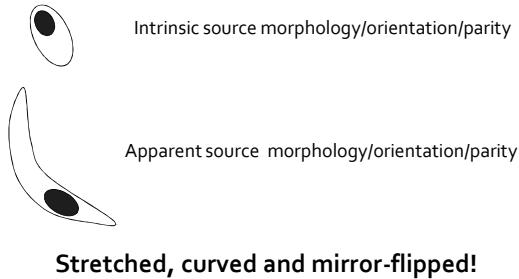 Intrinsic source morphology/orientation/parity
Apparent source morphology/orientation/parity
Stretched, curved and mirror-flipped!